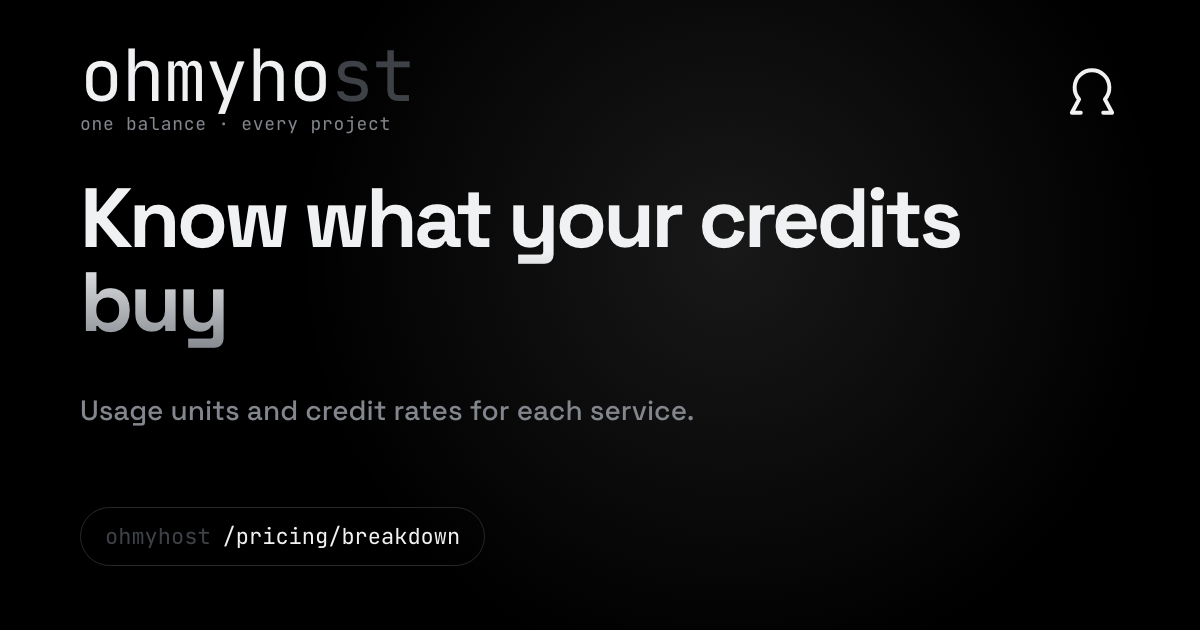 ohmyhost
one balance · every project
Know what your credits
buy
Usage units and credit rates for each service.
ohmyhost /pricing/breakdown